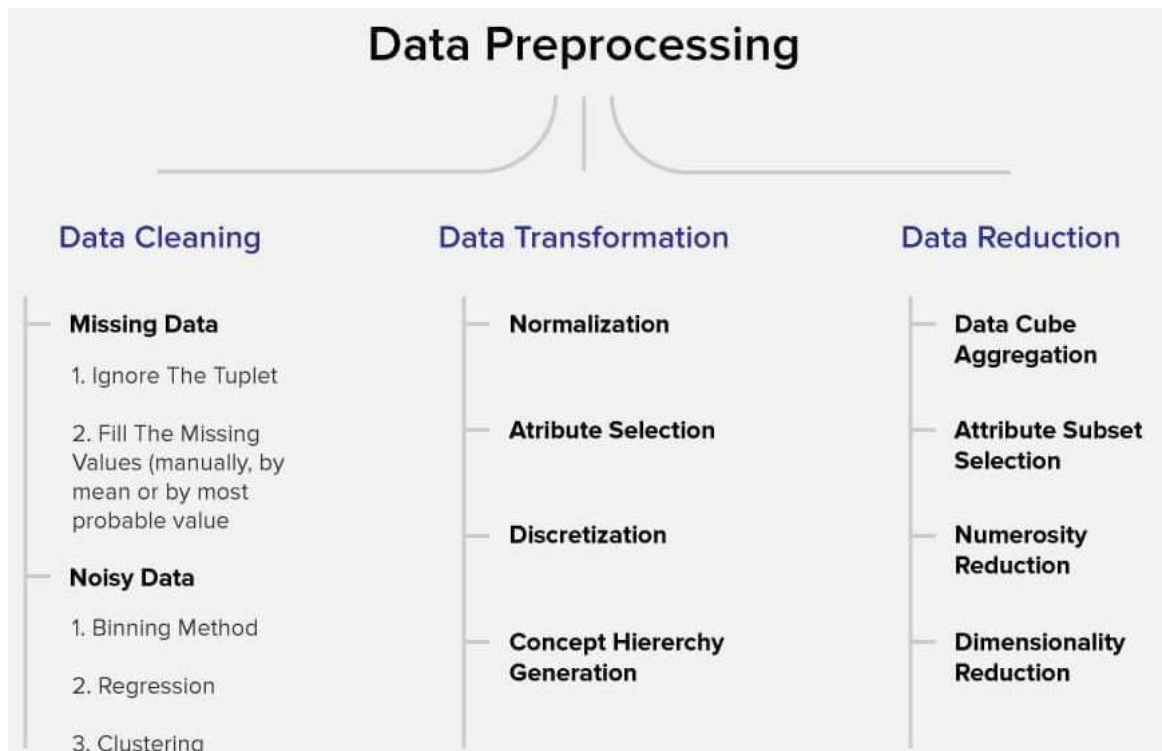 Data Preprocessing
Data Cleaning
Missing Data
1. Ignore The Tuplet
2. Fill The Missing
Values (manually, by
mean or by most
probable value
Noisy Data
1. Binning Method
2. Regression
3. Clustering
Data Transformation
Normalization
Atribute Selection
Discretization
Concept Hiererchy
Generation
Data Reduction
Data Cube
Aggregation
Attribute Subset
Selection
Numerosity
Reduction
Dimensionality
Reduction